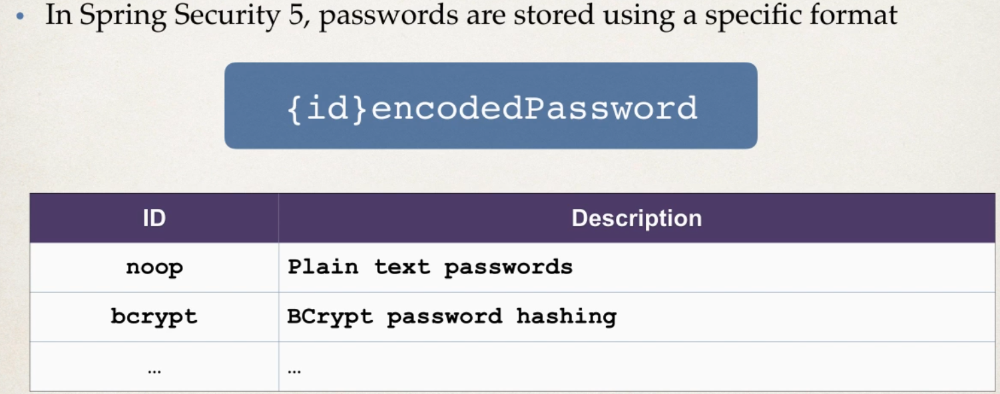 • In Spring Security 5, passwords are stored using a specific format
{id}encodedPassword
ID Description
noop Plain text passwords
bcrypt BCrypt password hashing
... ...